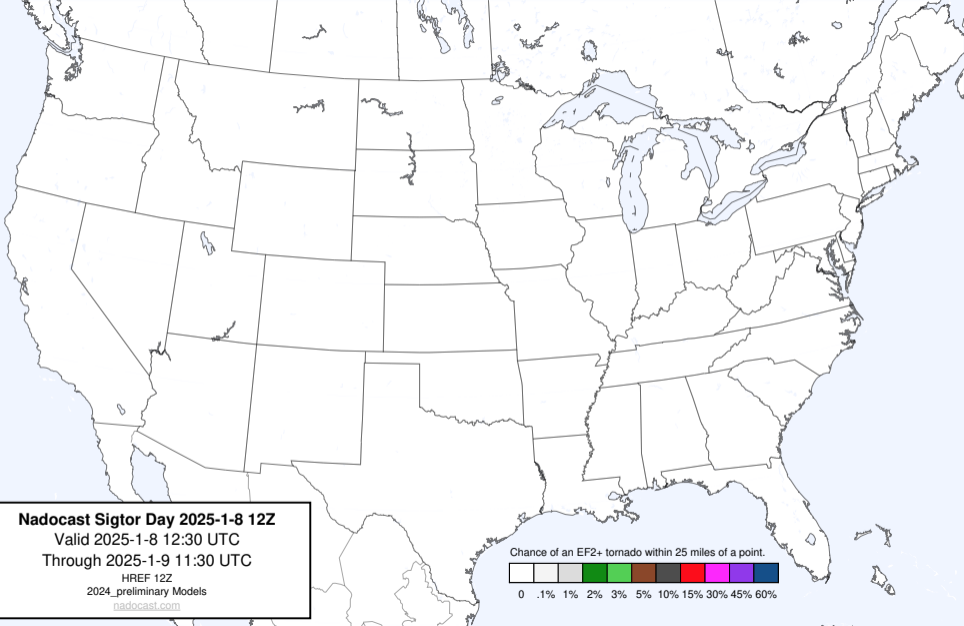 Nadocast Sigtor Day 2025-1-8 12Z
Valid 2025-1-8 12:30 UTC
Through 2025-1-9 11:30 UTC
HREF 12Z
2024_preliminary Models
nadocast.com
Chance of an EF2+ tornado within 25 miles of a point.
0 .1% 1% 2% 3% 5% 10% 15% 30% 45% 60%